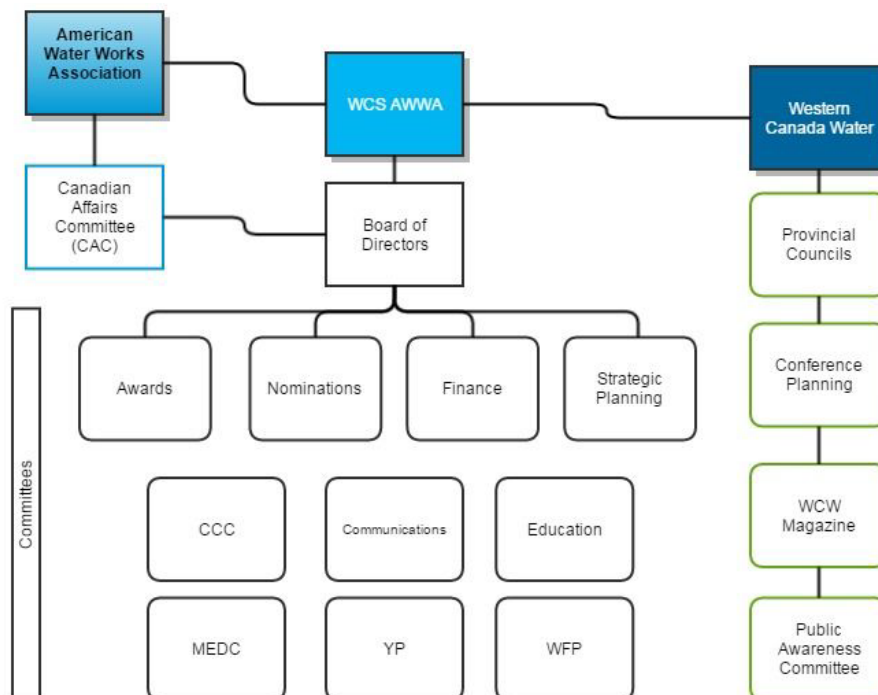 American
Water Works
Association
WCS AWWA
Western
Canada Water
Canadian
Affairs
Committee
(CAC)
Board of
Directors
Provincial
Councils
Committees
Awards
Nominations
Finance
Strategic
Planning
Conference
Planning
CCC
Communications
Education
WCW
Magazine
MEDC
YP
WFP
Public
Awareness
Committee